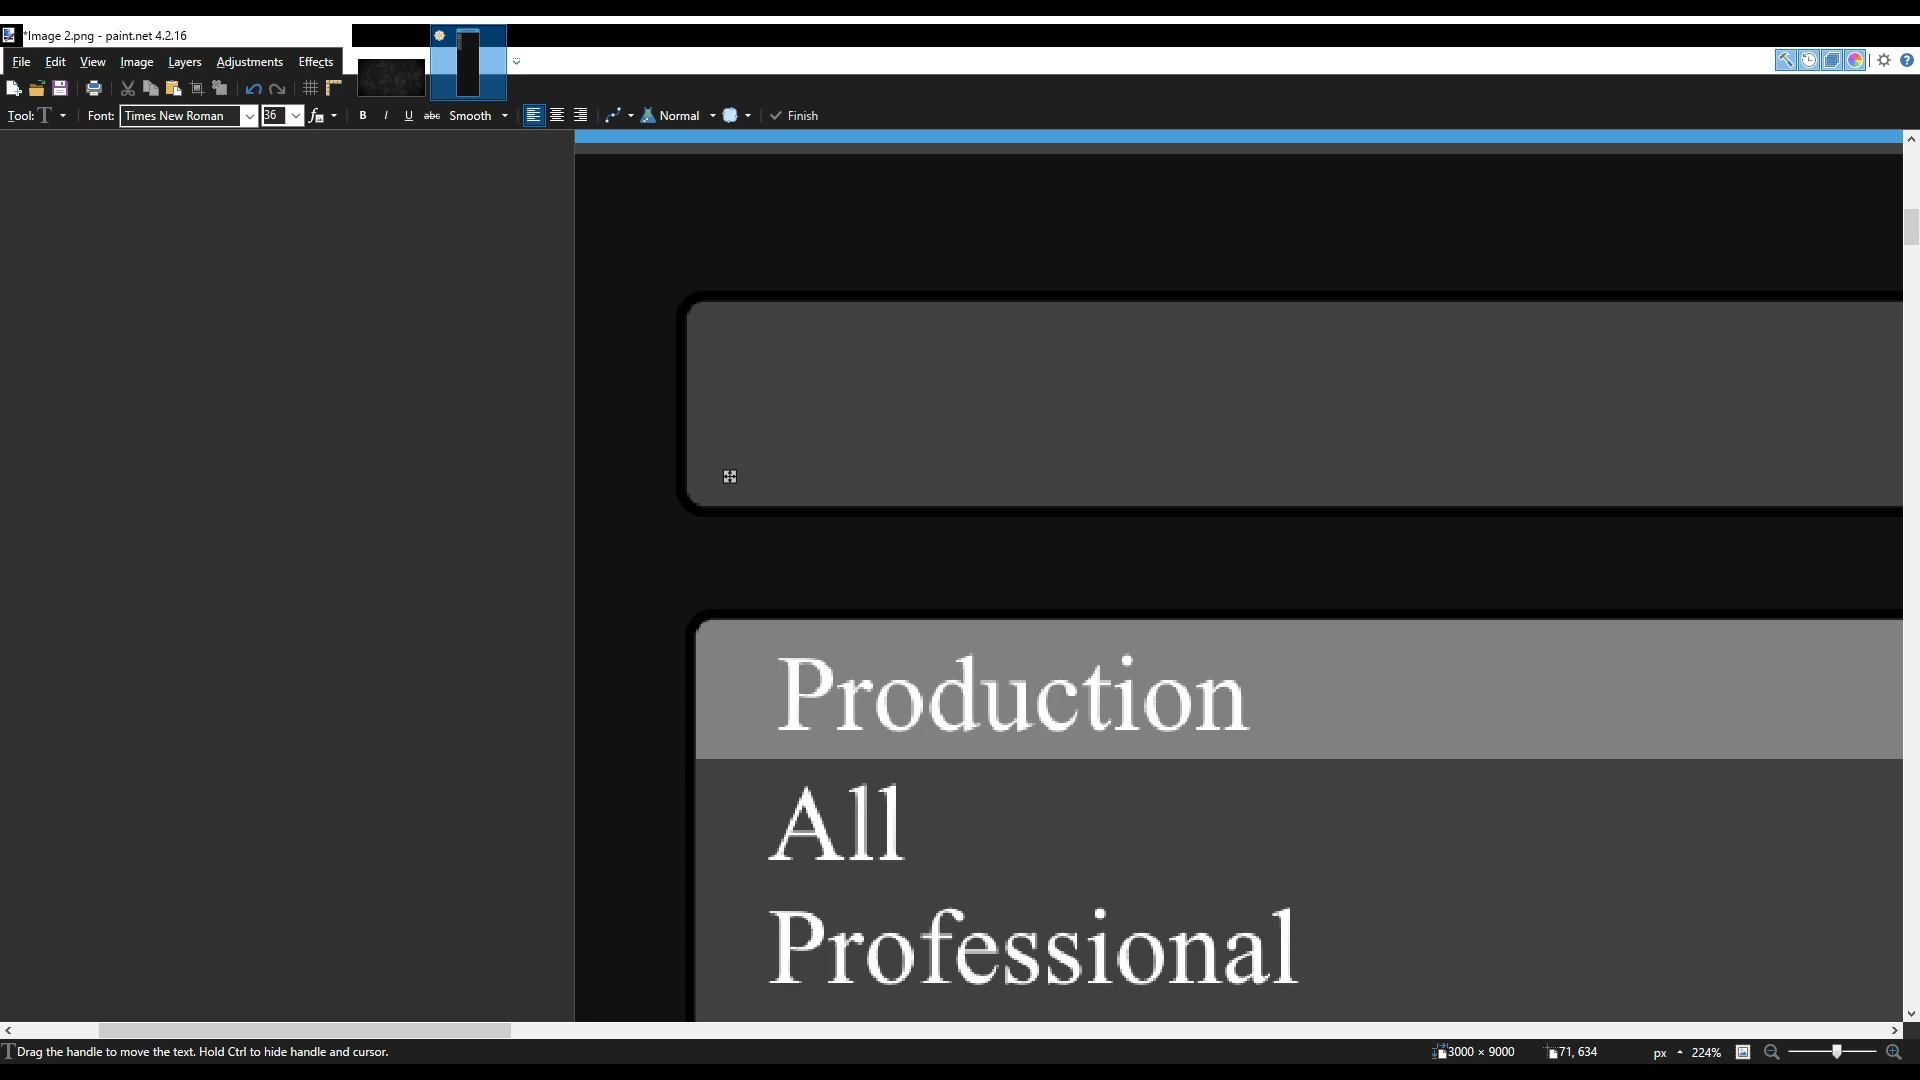 *Image 2.png - paint.net 4.2.16
File Edit View Image Layers Adjustments Effects
Tool: T Font: Times New Roman 36 fx B I U abc Smooth Normal Finish
Production
All
Professional
Drag the handle to move the text. Hold Ctrl to hide handle and cursor. 3000 × 9000 71, 634 px 224%